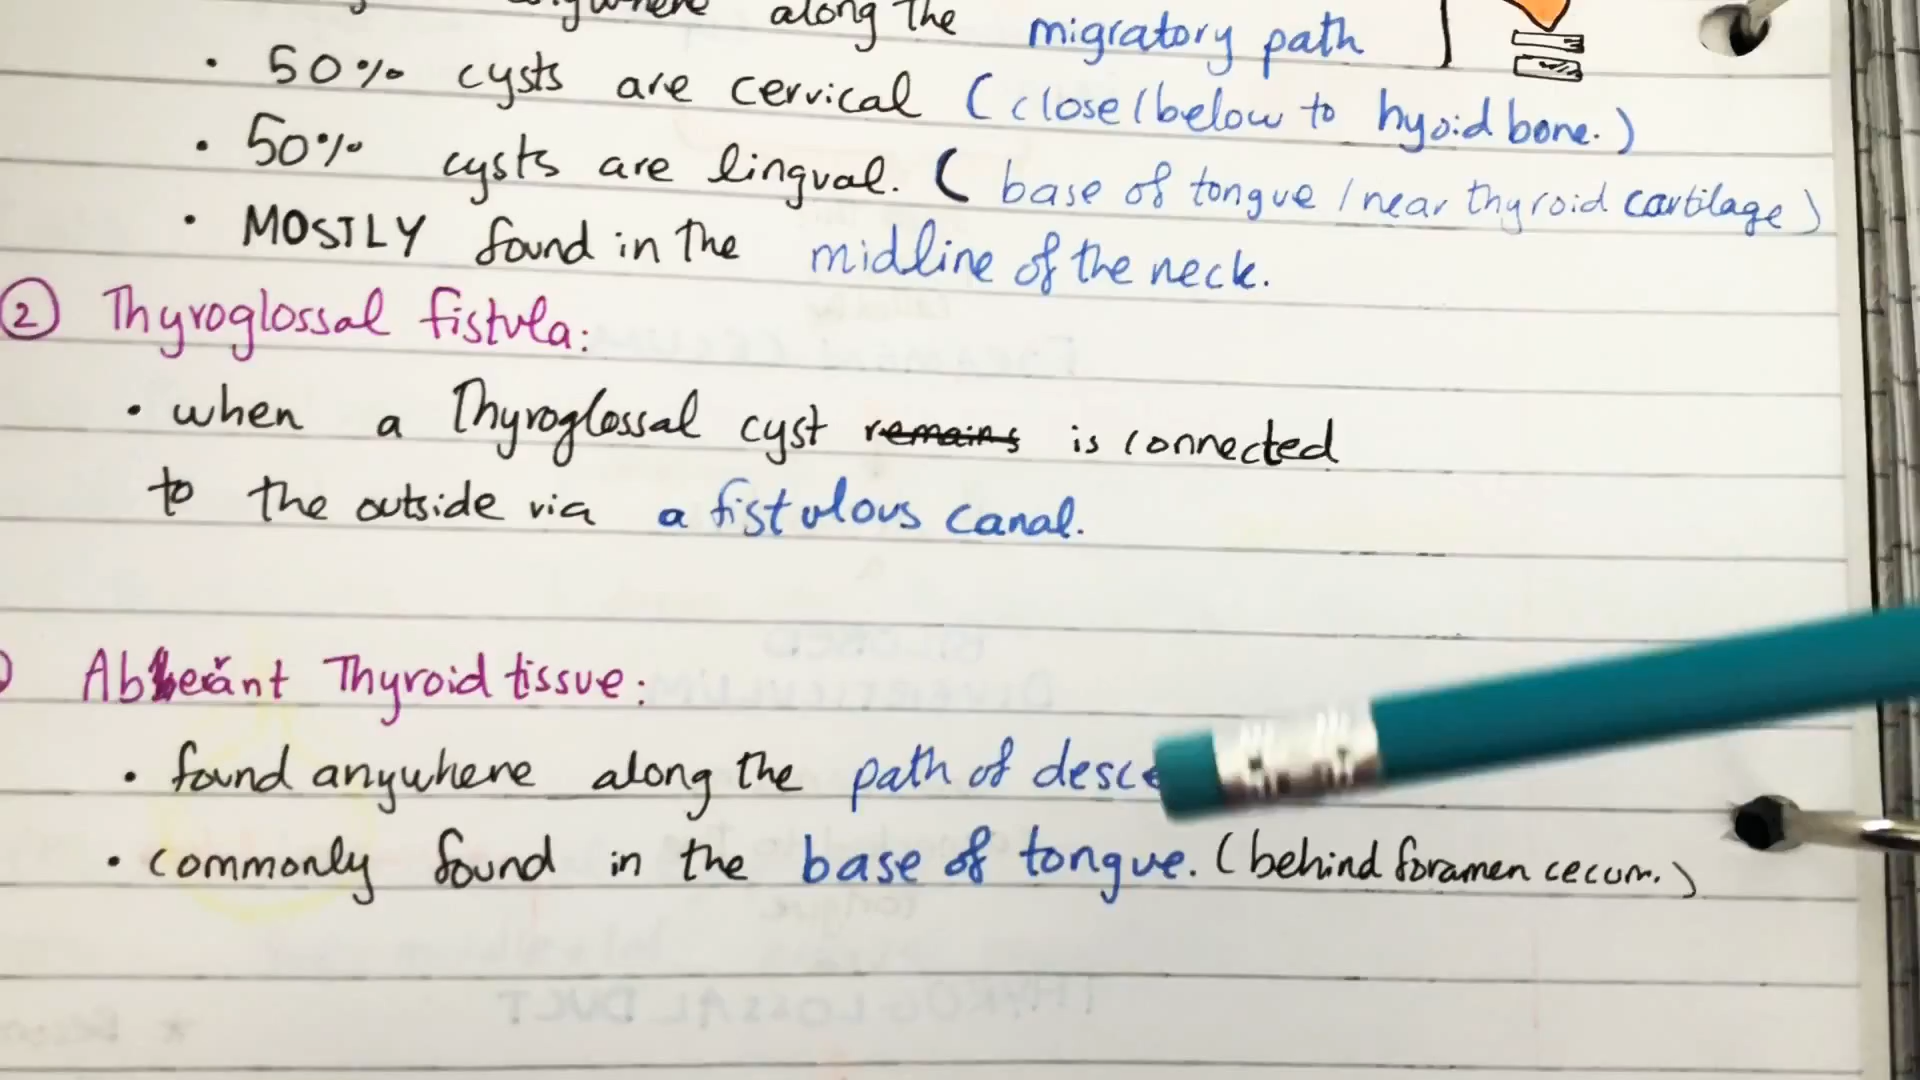 along The migratory path
• 50% cysts are cervical (close/below to hyoid bone.)
• 50% cysts are lingual. (base of tongue / near thyroid cartilage)
• MOSTLY found in the midline of the neck.
② Thyroglossal fistula:
• when a Thyroglossal cyst remains is connected
to the outside via a fistulous canal.
Abberant Thyroid tissue:
• found anywhere along the path of desce
• commonly found in the base of tongue. (behind foramen cecum.)